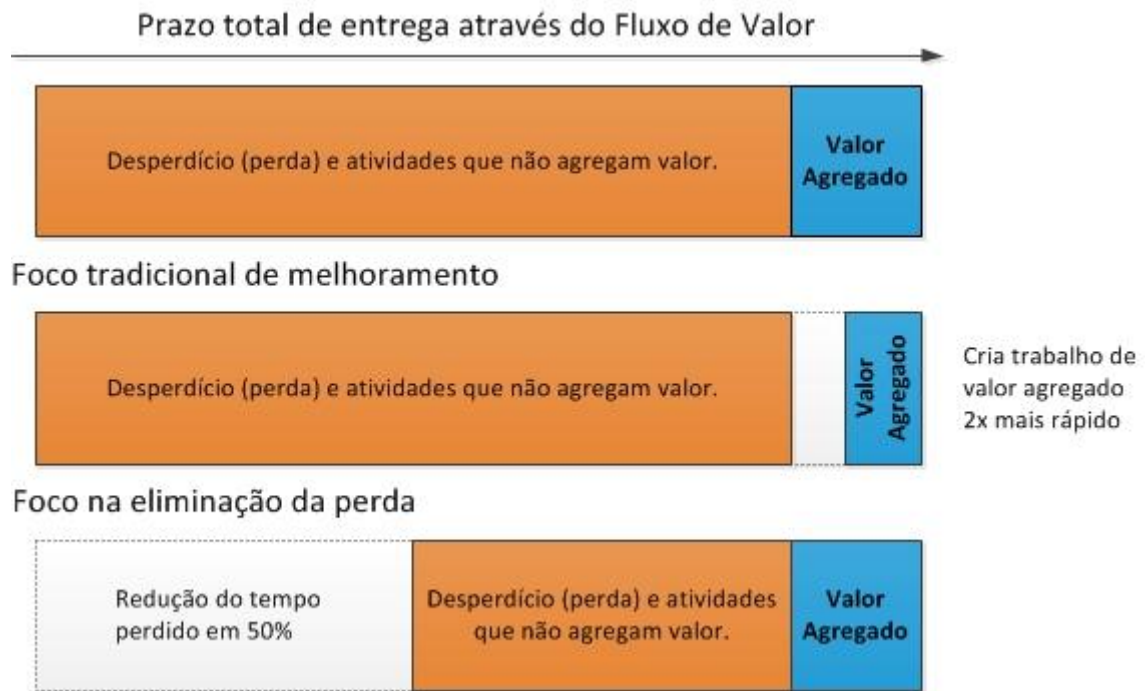 Prazo total de entrega através do Fluxo de Valor
Desperdício (perda) e atividades que não agregam valor.
Valor
Agregado
Foco tradicional de melhoramento
Desperdício (perda) e atividades que não agregam valor.
Valor
Agregado
Cria trabalho de
valor agregado
2x mais rápido
Foco na eliminação da perda
Redução do tempo
perdido em 50%
Desperdício (perda) e atividades
que não agregam valor.
Valor
Agregado